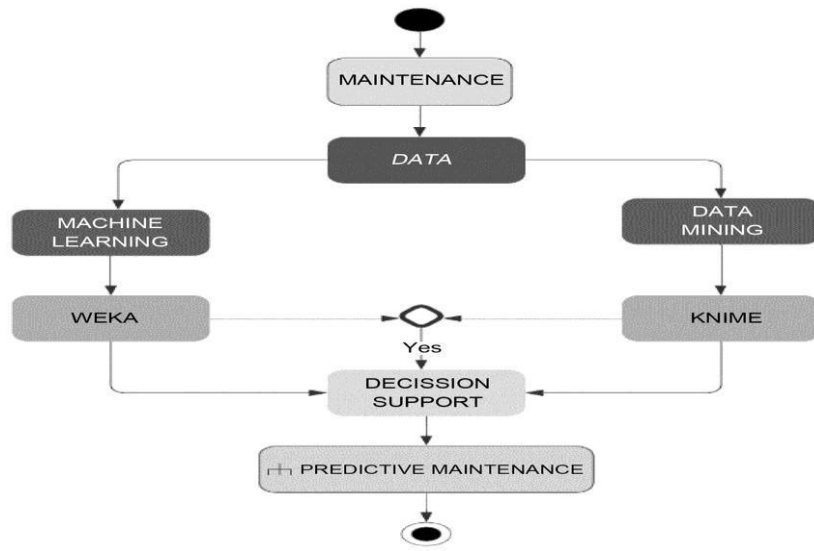 MAINTENANCE
DATA
MACHINE
LEARNING
DATA
MINING
WEKA
KNIME
Yes
DECISSION
SUPPORT
PREDICTIVE MAINTENANCE